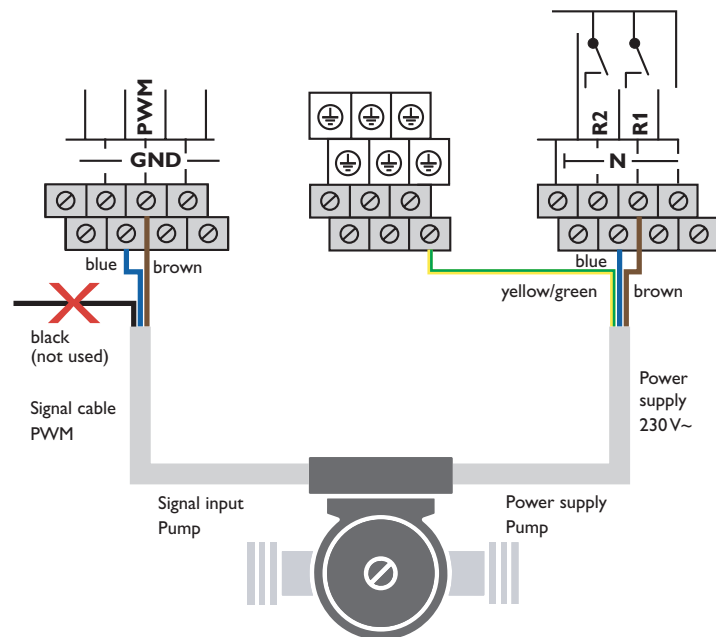 PWM
GND
R2
R1
N
blue
brown
black
(not used)
yellow/green
blue
brown
Signal cable
PWM
Power
supply
230 V~
Signal input
Pump
Power supply
Pump